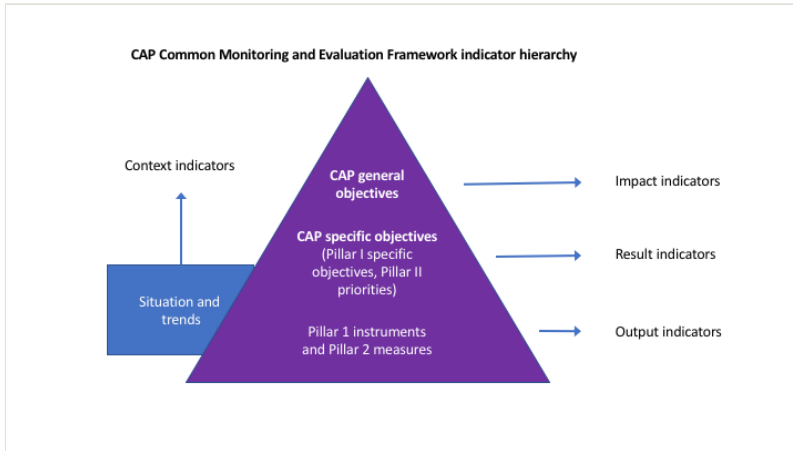 CAP Common Monitoring and Evaluation Framework indicator hierarchy
Context indicators
CAP general
objectives
Impact indicators
CAP specific objectives
(Pillar I specific
objectives, Pillar II
priorities)
Result indicators
Situation and
trends
Pillar 1 instruments
and Pillar 2 measures
Output indicators